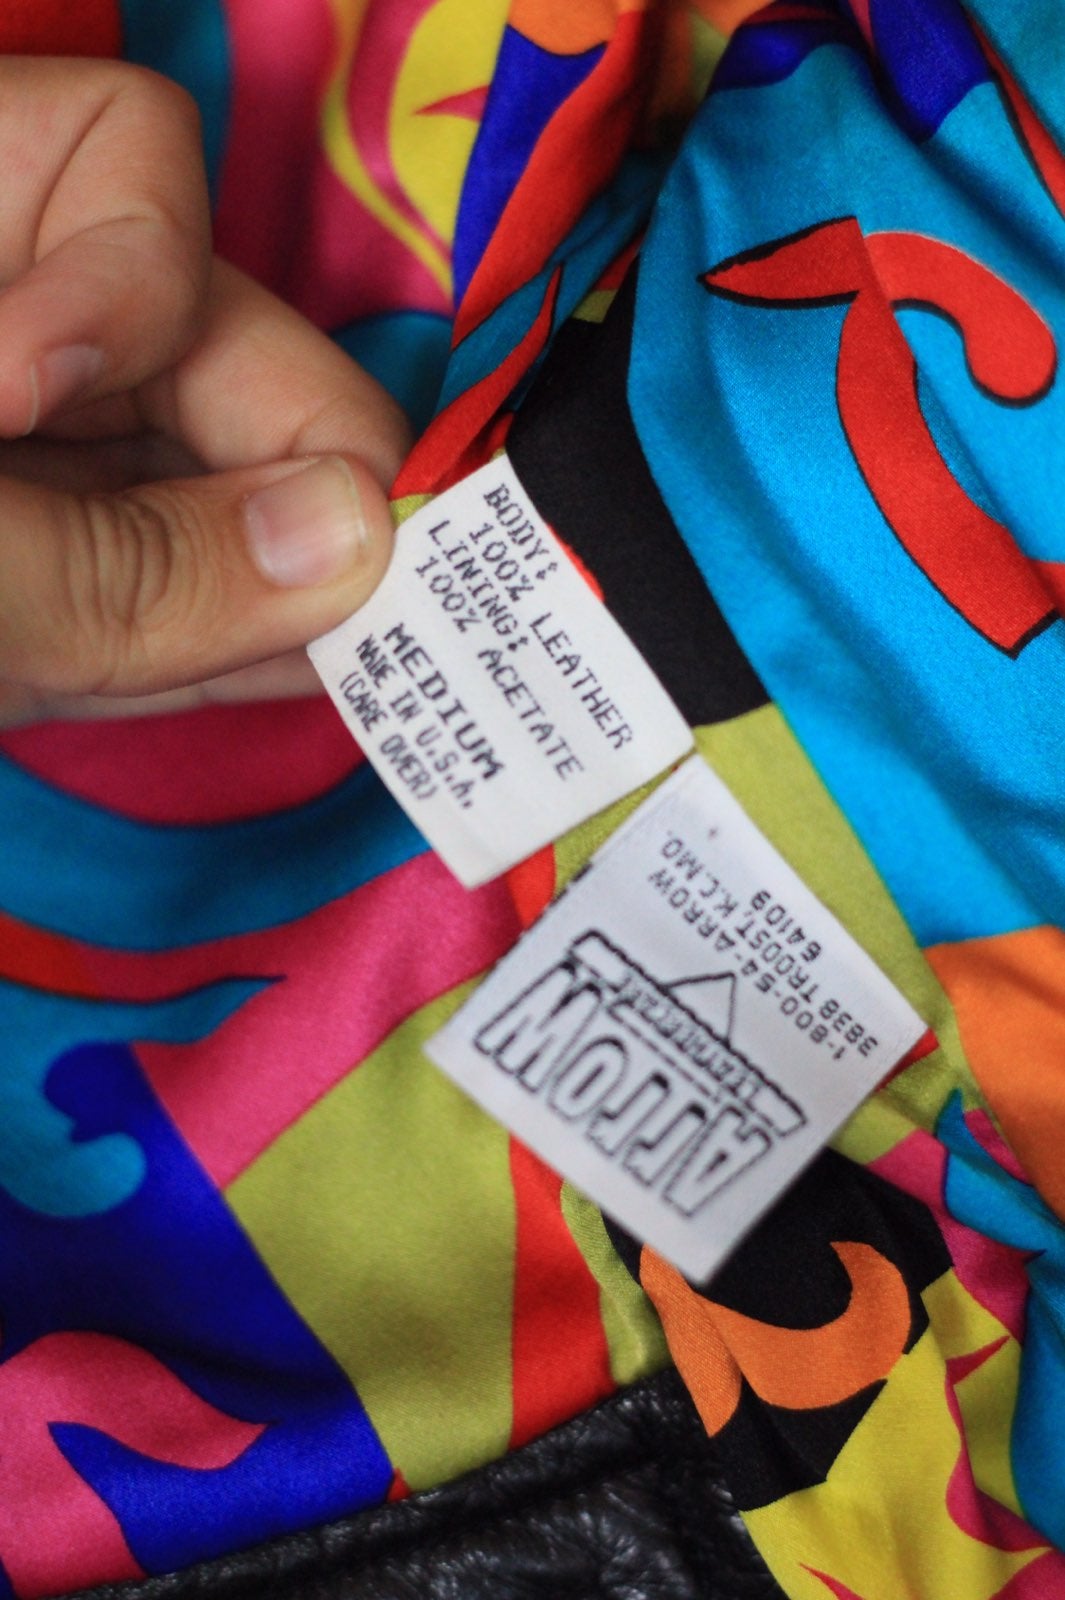 BODY:
100% LEATHER
LINING:
100% ACETATE
MEDIUM
MADE IN U.S.A.
(CARE OVER)
Arrow
LEATHERCARE
1-800-54-ARROW
3838 TROOST, K.C.MO.
64109